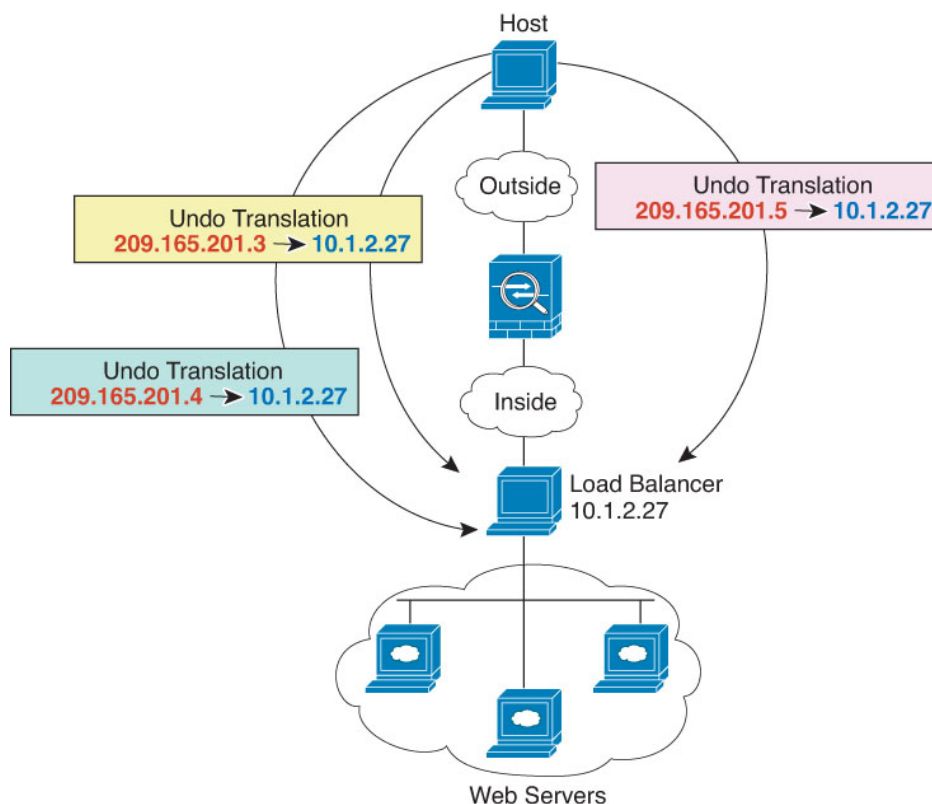 Host
Outside
Undo Translation
209.165.201.5 → 10.1.2.27
Undo Translation
209.165.201.3 → 10.1.2.27
Undo Translation
209.165.201.4 → 10.1.2.27
Inside
Load Balancer
10.1.2.27
Web Servers